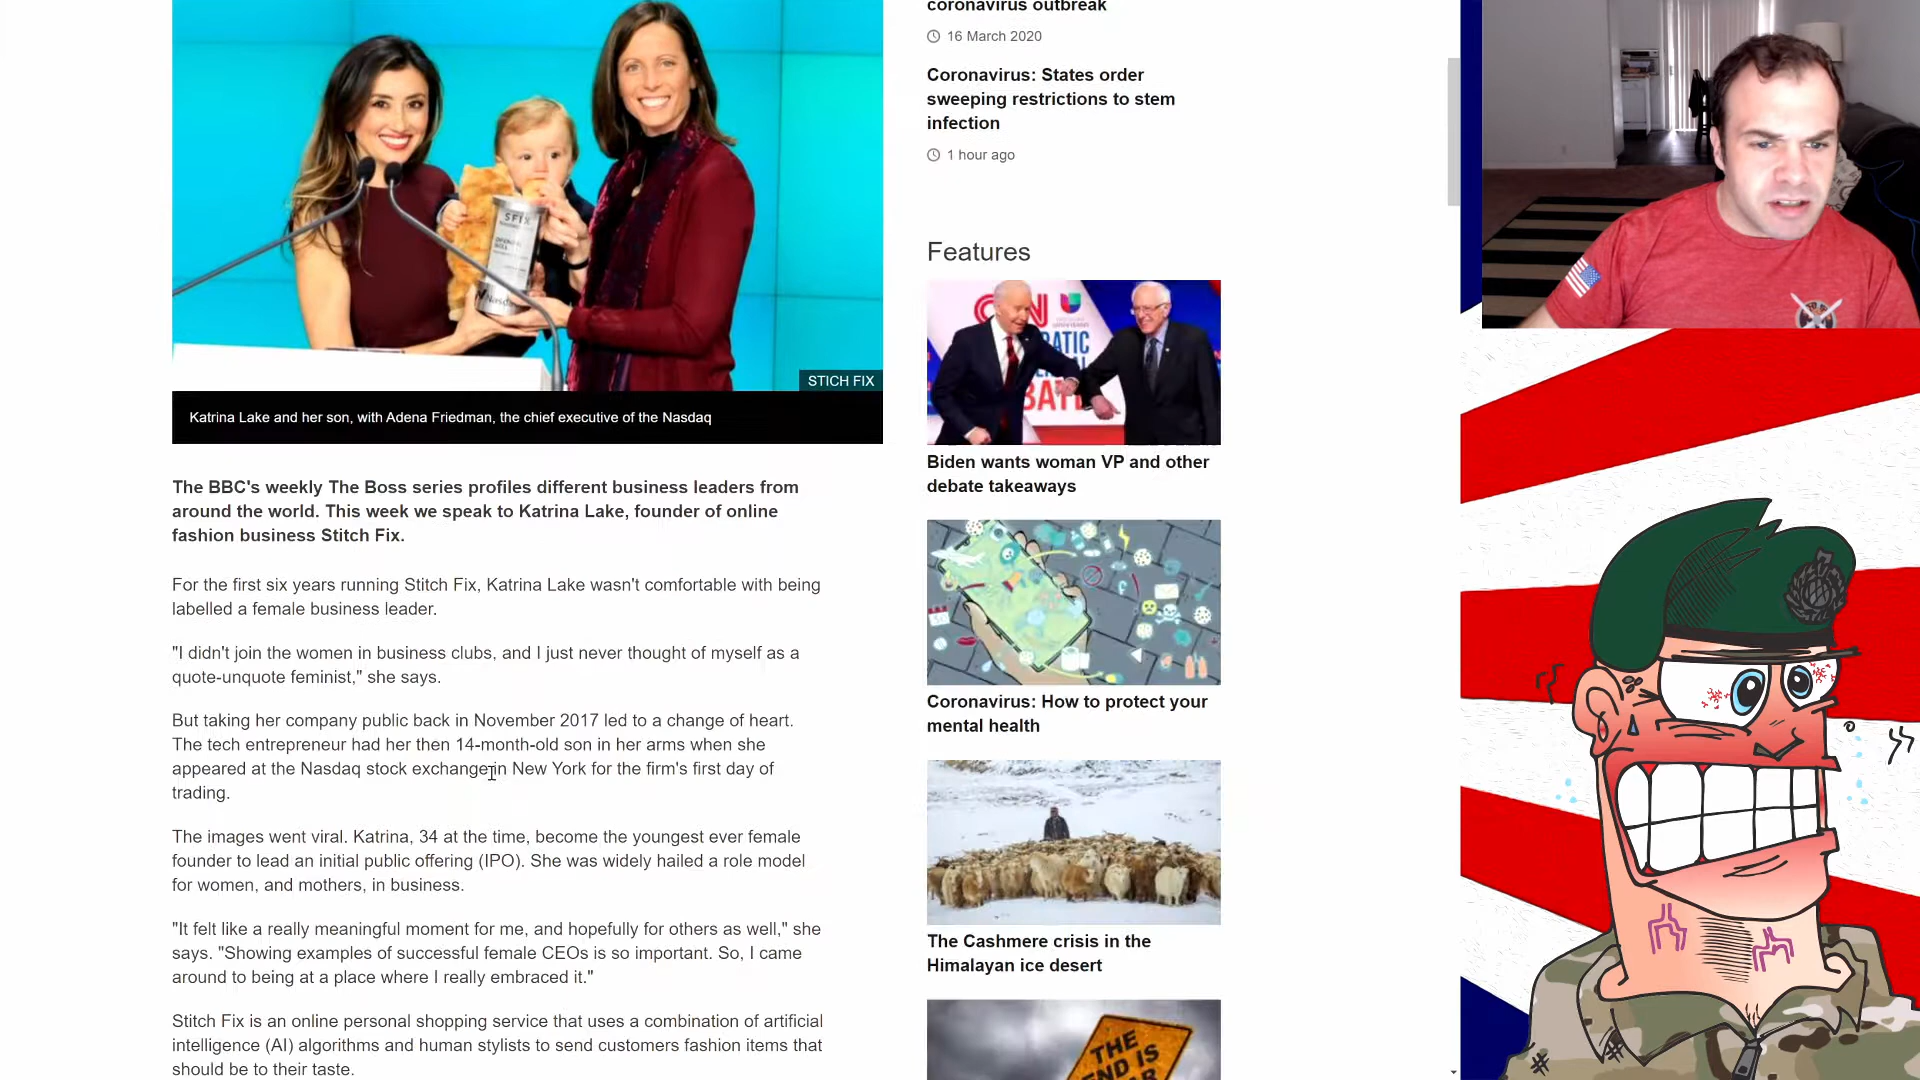 SFIX
Nasdaq
STICH FIX
Katrina Lake and her son, with Adena Friedman, the chief executive of the Nasdaq
The BBC's weekly The Boss series profiles different business leaders from
around the world. This week we speak to Katrina Lake, founder of online
fashion business Stitch Fix.
For the first six years running Stitch Fix, Katrina Lake wasn't comfortable with being
labelled a female business leader.
"I didn't join the women in business clubs, and I just never thought of myself as a
quote-unquote feminist," she says.
But taking her company public back in November 2017 led to a change of heart.
The tech entrepreneur had her then 14-month-old son in her arms when she
appeared at the Nasdaq stock exchange in New York for the firm's first day of
trading.
The images went viral. Katrina, 34 at the time, become the youngest ever female
founder to lead an initial public offering (IPO). She was widely hailed a role model
for women, and mothers, in business.
"It felt like a really meaningful moment for me, and hopefully for others as well," she
says. "Showing examples of successful female CEOs is so important. So, I came
around to being at a place where I really embraced it."
Stitch Fix is an online personal shopping service that uses a combination of artificial
intelligence (AI) algorithms and human stylists to send customers fashion items that
should be to their taste.
coronavirus outbreak
16 March 2020
Coronavirus: States order
sweeping restrictions to stem
infection
1 hour ago
Features
Biden wants woman VP and other
debate takeaways
Coronavirus: How to protect your
mental health
The Cashmere crisis in the
Himalayan ice desert
THE
END IS